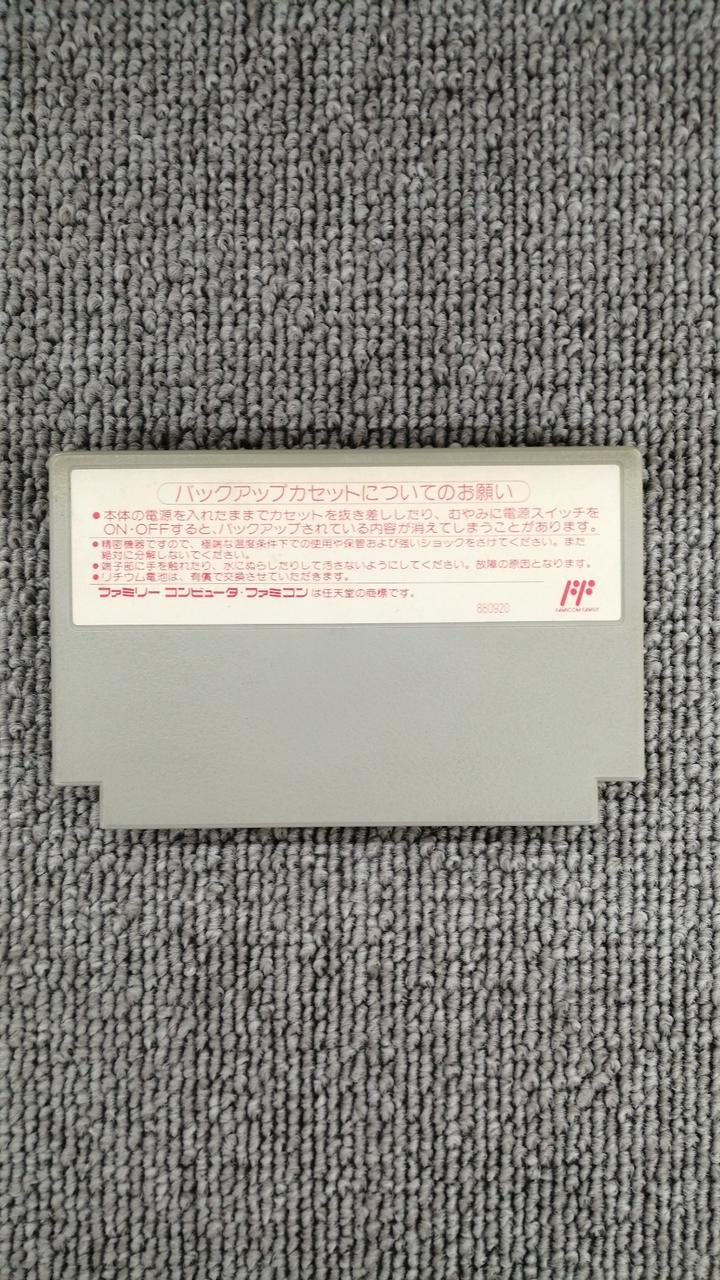 バックアップカセットについてのお願い
●本体の電源を入れたままでカセットを抜き差ししたり、むやみに電源スイッチを
ON・OFFすると、バックアップされている内容が消えてしまうことがあります。
●精密機器ですので、極端な温度条件下での使用や保管および強いショックをさけてください。また
絶対に分解しないでください。
●端子部に手を触れたり、水にぬらしたりして汚さないようにしてください。故障の原因となります。
●リチウム電池は、有償で交換させていただきます。
ファミリー コンピュータ・ファミコンは任天堂の商標です。
880920
FAMICOM FAMILY